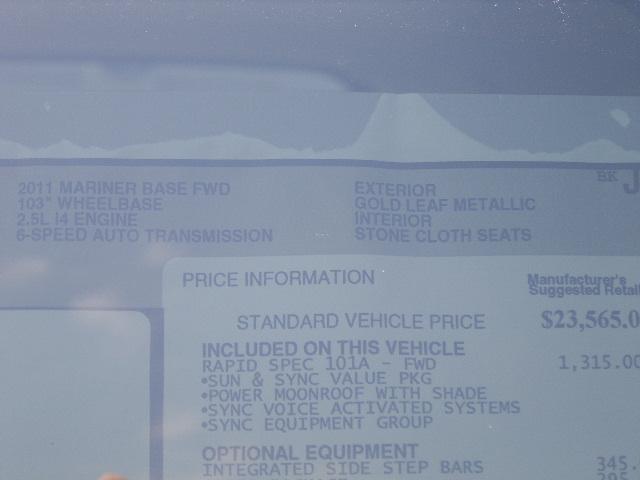 BK J
2011 MARINER BASE FWD
103" WHEELBASE
2.5L I4 ENGINE
6-SPEED AUTO TRANSMISSION
EXTERIOR
GOLD LEAF METALLIC
INTERIOR
STONE CLOTH SEATS
PRICE INFORMATION
Manufacturer's
Suggested Retail
STANDARD VEHICLE PRICE $23,565.0
INCLUDED ON THIS VEHICLE
RAPID SPEC 101A - FWD 1,315.00
•SUN & SYNC VALUE PKG
•POWER MOONROOF WITH SHADE
•SYNC VOICE ACTIVATED SYSTEMS
•SYNC EQUIPMENT GROUP
OPTIONAL EQUIPMENT
INTEGRATED SIDE STEP BARS 345.